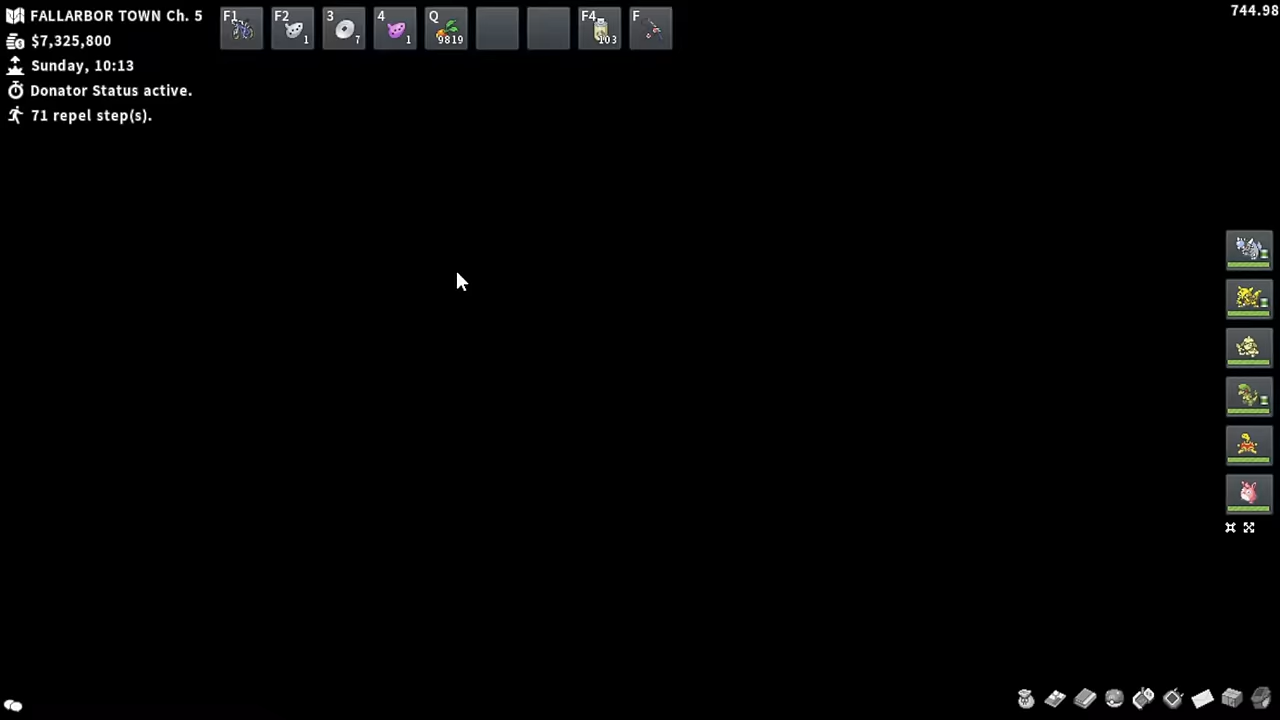 FALLARBOR TOWN Ch. 5
$7,325,800
Sunday, 10:13
Donator Status active.
71 repel step(s).
F1
F2
1
3
7
4
1
Q
9819
F4
103
F
744.98